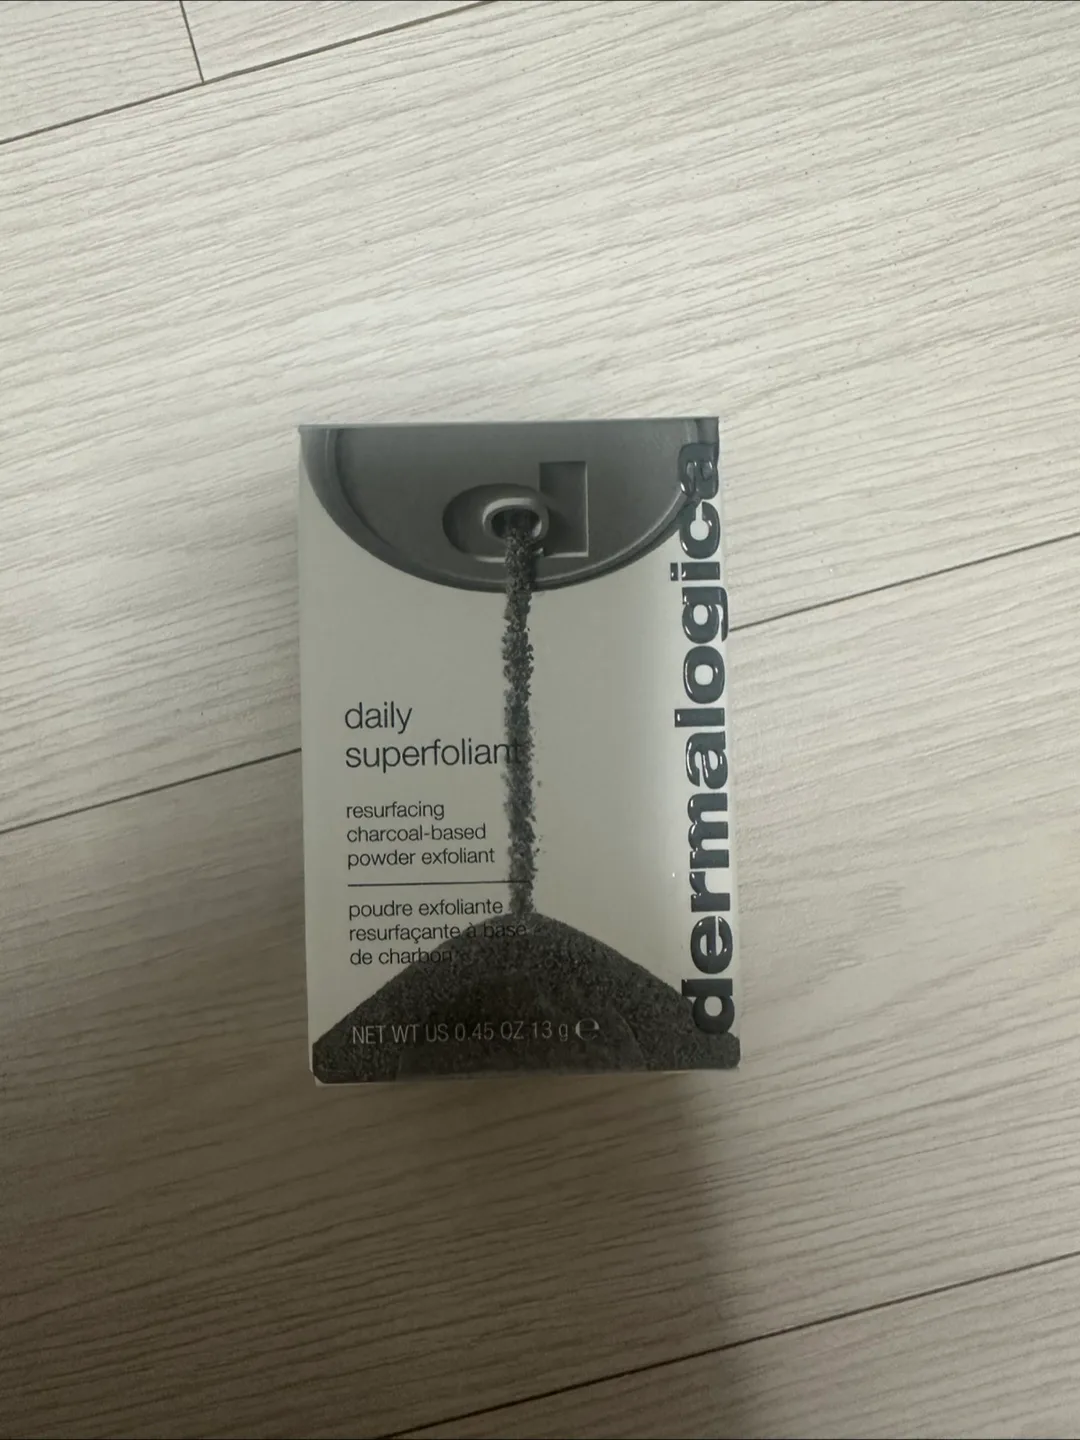 daily
superfoliant
resurfacing
charcoal-based
powder exfoliant
poudre exfoliante
resurfaçante à base
de charbon
NET WT US 0.45 OZ 13 g ℮
dermalogica
d